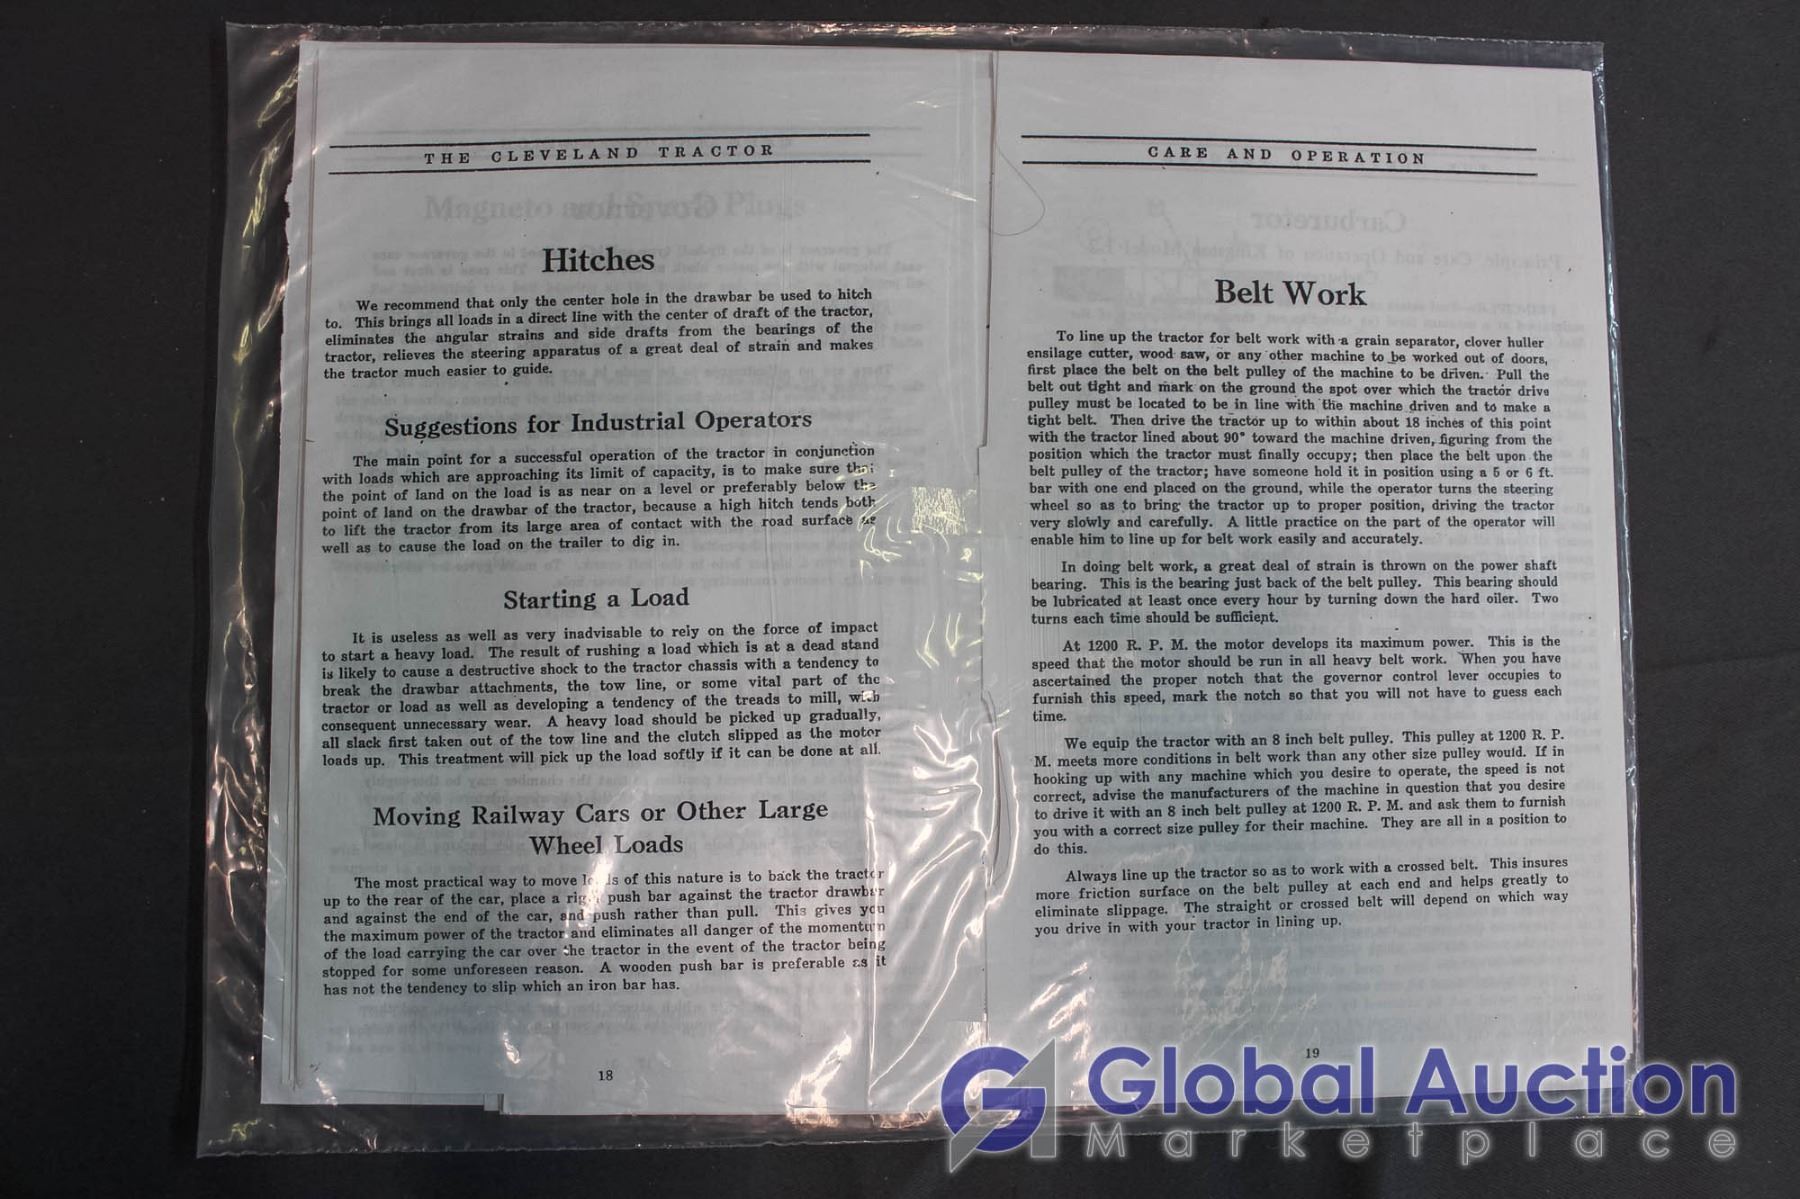 THE CLEVELAND TRACTOR
Hitches
We recommend that only the center hole in the drawbar be used to hitch
to. This brings all loads in a direct line with the center of draft of the tractor,
eliminates the angular strains and side drafts from the bearings of the
tractor, relieves the steering apparatus of a great deal of strain and makes
the tractor much easier to guide.
Suggestions for Industrial Operators
The main point for a successful operation of the tractor in conjunction
with loads which are approaching its limit of capacity, is to make sure that
the point of land on the load is as near on a level or preferably below the
point of land on the drawbar of the tractor, because a high hitch tends both
to lift the tractor from its large area of contact with the road surface as
well as to cause the load on the trailer to dig in.
Starting a Load
It is useless as well as very inadvisable to rely on the force of impact
to start a heavy load. The result of rushing a load which is at a dead stand
is likely to cause a destructive shock to the tractor chassis with a tendency to
break the drawbar attachments, the tow line, or some vital part of the
tractor or load as well as developing a tendency of the treads to mill, with
consequent unnecessary wear. A heavy load should be picked up gradually,
all slack first taken out of the tow line and the clutch slipped as the motor
loads up. This treatment will pick up the load softly if it can be done at all.
Moving Railway Cars or Other Large
Wheel Loads
The most practical way to move loads of this nature is to back the tractor
up to the rear of the car, place a rigid push bar against the tractor drawbar
and against the end of the car, and push rather than pull. This gives you
the maximum power of the tractor and eliminates all danger of the momentum
of the load carrying the car over the tractor in the event of the tractor being
stopped for some unforeseen reason. A wooden push bar is preferable as it
has not the tendency to slip which an iron bar has.
18
CARE AND OPERATION
Belt Work
To line up the tractor for belt work with a grain separator, clover huller
ensilage cutter, wood saw, or any other machine to be worked out of doors,
first place the belt on the belt pulley of the machine to be driven. Pull the
belt out tight and mark on the ground the spot over which the tractor drive
pulley must be located to be in line with the machine driven and to make a
tight belt. Then drive the tractor up to within about 18 inches of this point
with the tractor lined about 90° toward the machine driven, figuring from the
position which the tractor must finally occupy; then place the belt upon the
belt pulley of the tractor; have someone hold it in position using a 5 or 6 ft.
bar with one end placed on the ground, while the operator turns the steering
wheel so as to bring the tractor up to proper position, driving the tractor
very slowly and carefully. A little practice on the part of the operator will
enable him to line up for belt work easily and accurately.
In doing belt work, a great deal of strain is thrown on the power shaft
bearing. This is the bearing just back of the belt pulley. This bearing should
be lubricated at least once every hour by turning down the hard oiler. Two
turns each time should be sufficient.
At 1200 R. P. M. the motor develops its maximum power. This is the
speed that the motor should be run in all heavy belt work. When you have
ascertained the proper notch that the governor control lever occupies to
furnish this speed, mark the notch so that you will not have to guess each
time.
We equip the tractor with an 8 inch belt pulley. This pulley at 1200 R. P.
M. meets more conditions in belt work than any other size pulley would. If in
hooking up with any machine which you desire to operate, the speed is not
correct, advise the manufacturers of the machine in question that you desire
to drive it with an 8 inch belt pulley at 1200 R. P. M. and ask them to furnish
you with a correct size pulley for their machine. They are all in a position to
do this.
Always line up the tractor so as to work with a crossed belt. This insures
more friction surface on the belt pulley at each end and helps greatly to
eliminate slippage. The straight or crossed belt will depend on which way
you drive in with your tractor in lining up.
19
Global Auction
Marketplace